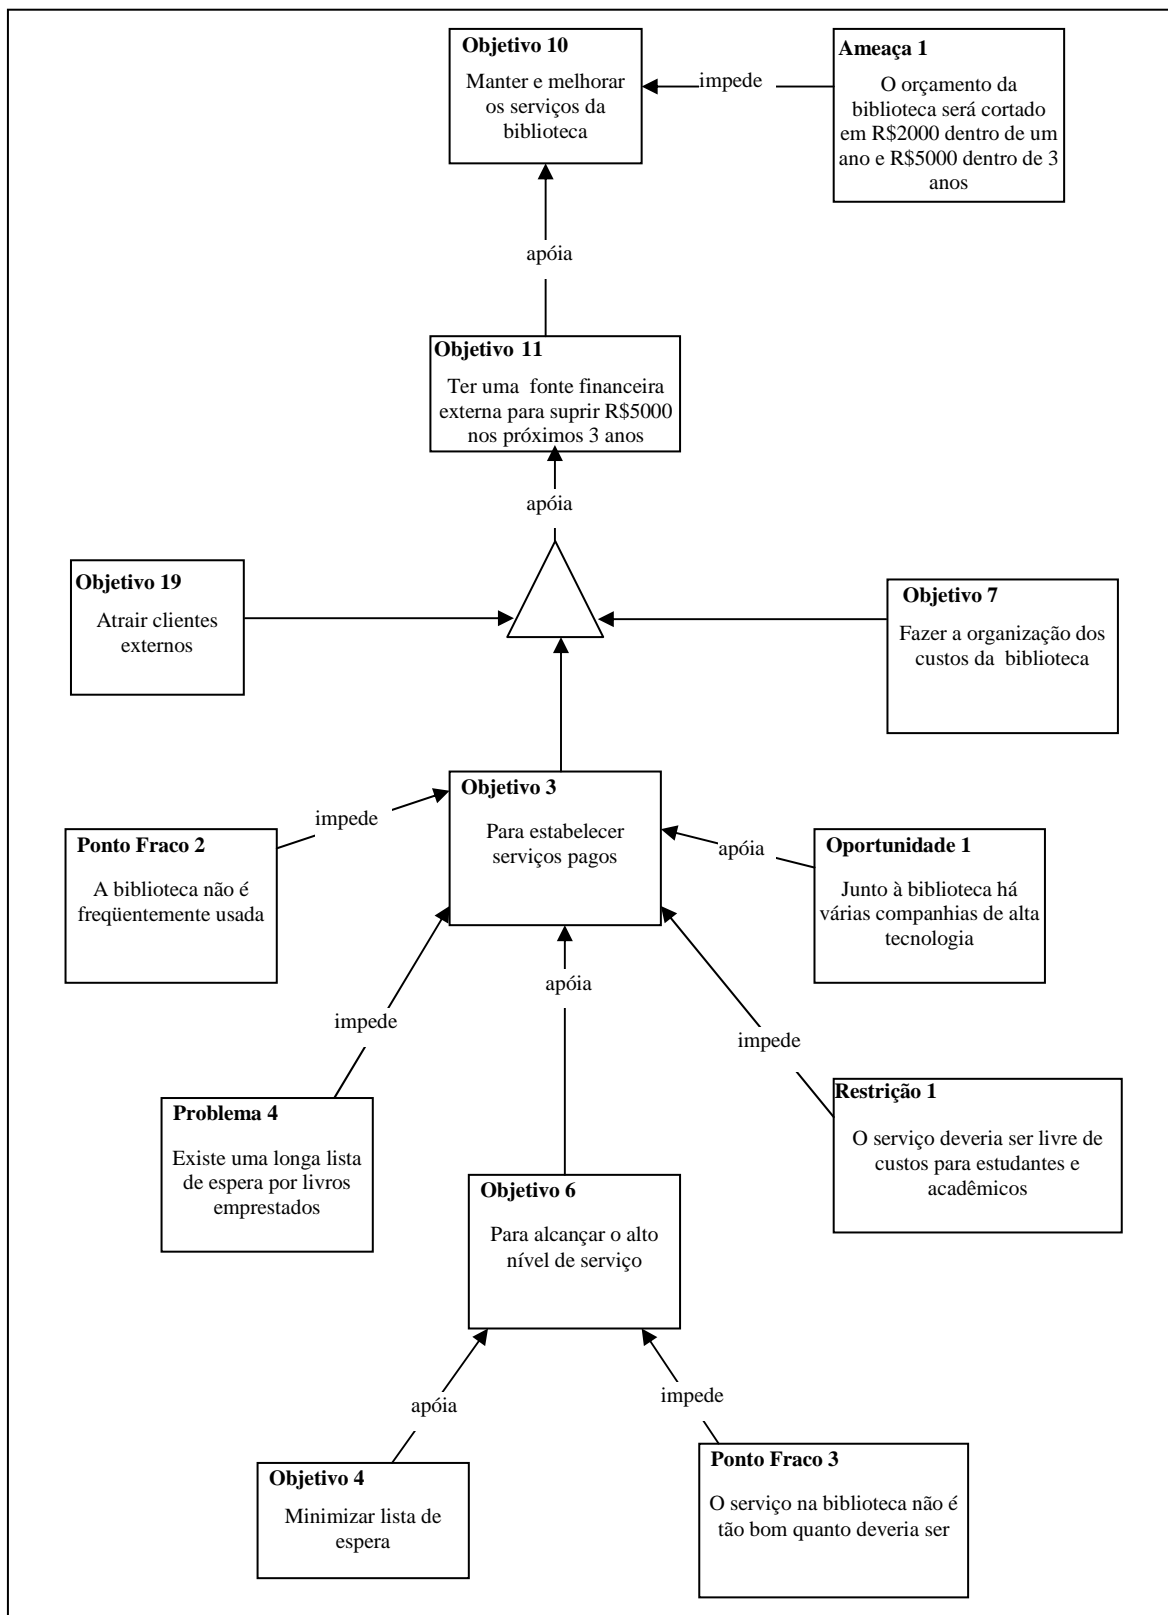 Objetivo 10
Manter e melhorar
os serviços da
biblioteca
impede
Ameaça 1
O orçamento da
biblioteca será cortado
em R$2000 dentro de um
ano e R$5000 dentro de 3
anos
apóia
Objetivo 11
Ter uma fonte financeira
externa para suprir R$5000
nos próximos 3 anos
apóia
Objetivo 19
Atrair clientes
externos
Objetivo 7
Fazer a organização dos
custos da biblioteca
Objetivo 3
Para estabelecer
serviços pagos
impede
Ponto Fraco 2
A biblioteca não é
freqüentemente usada
apóia
Oportunidade 1
Junto à biblioteca há
várias companhias de alta
tecnologia
apóia
impede
impede
Problema 4
Existe uma longa lista
de espera por livros
emprestados
Restrição 1
O serviço deveria ser livre de
custos para estudantes e
acadêmicos
Objetivo 6
Para alcançar o alto
nível de serviço
apóia
impede
Objetivo 4
Minimizar lista de
espera
Ponto Fraco 3
O serviço na biblioteca não é
tão bom quanto deveria ser